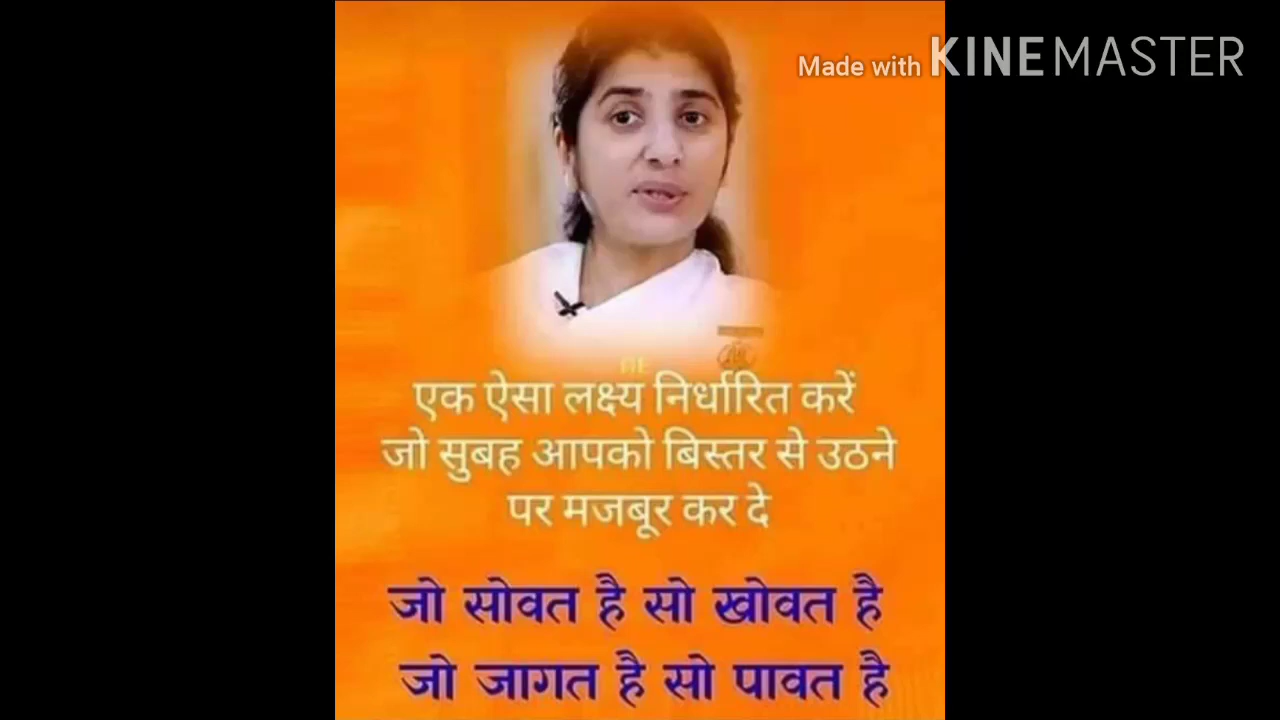 Made with KINEMASTER
एक ऐसा लक्ष्य निर्धारित करें
जो सुबह आपको बिस्तर से उठने
पर मजबूर कर दे
जो सोवत है सो खोवत है
जो जागत है सो पावत है